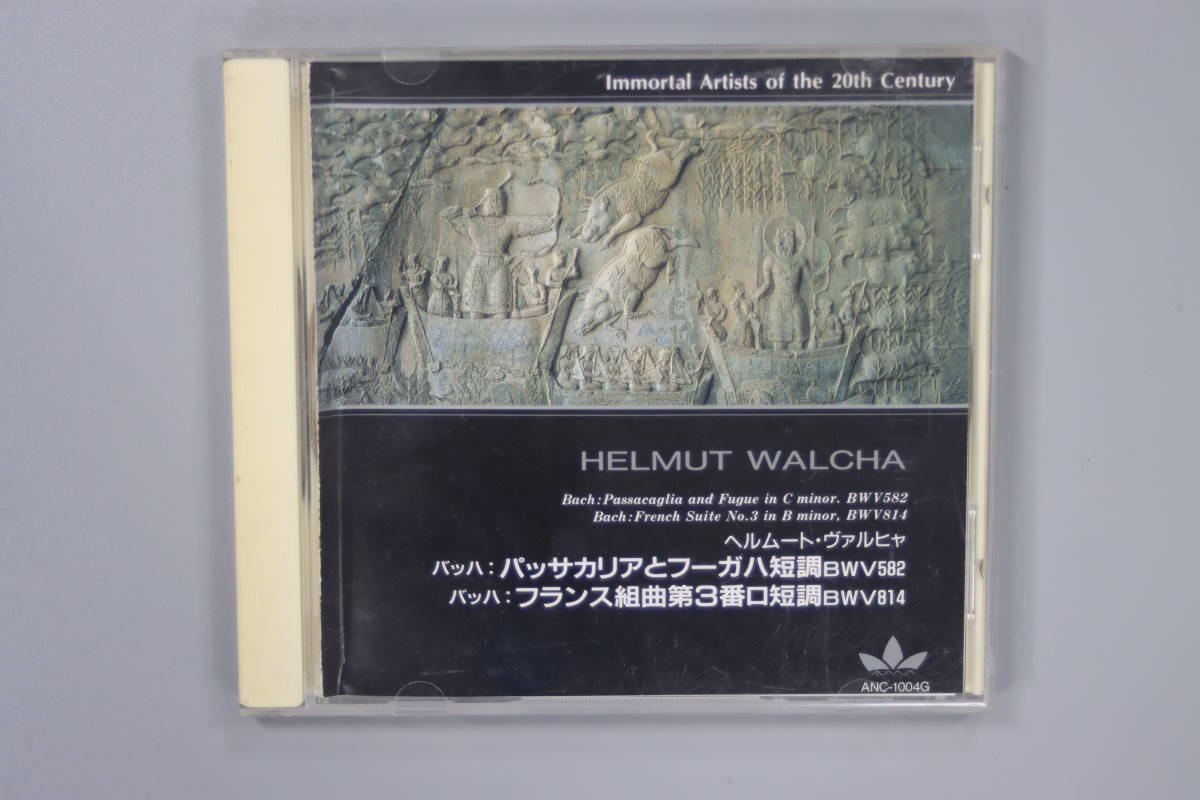 Immortal Artists of the 20th Century
HELMUT WALCHA
Bach:Passacaglia and Fugue in C minor. BWV582
Bach:French Suite No.3 in B minor, BWV814
ヘルムート・ヴァルヒャ
バッハ:パッサカリアとフーガハ短調BWV582
バッハ:フランス組曲第3番ロ短調BWV814
ANC-1004G